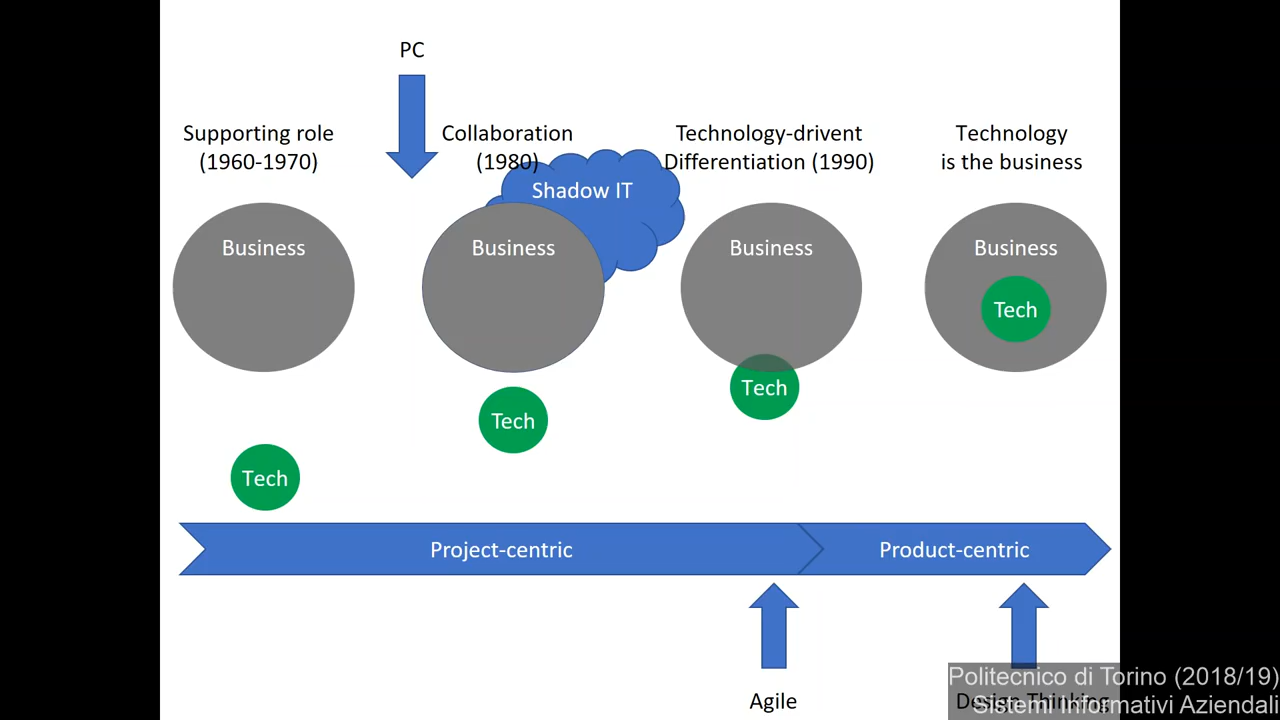 PC
Supporting role
(1960-1970)
Collaboration
(1980)
Technology-drivent
Differentiation (1990)
Technology
is the business
Shadow IT
Business
Business
Business
Business
Tech
Tech
Tech
Tech
Project-centric
Product-centric
Agile
Design Thinking
Politecnico di Torino (2018/19)
Sistemi Informativi Aziendali